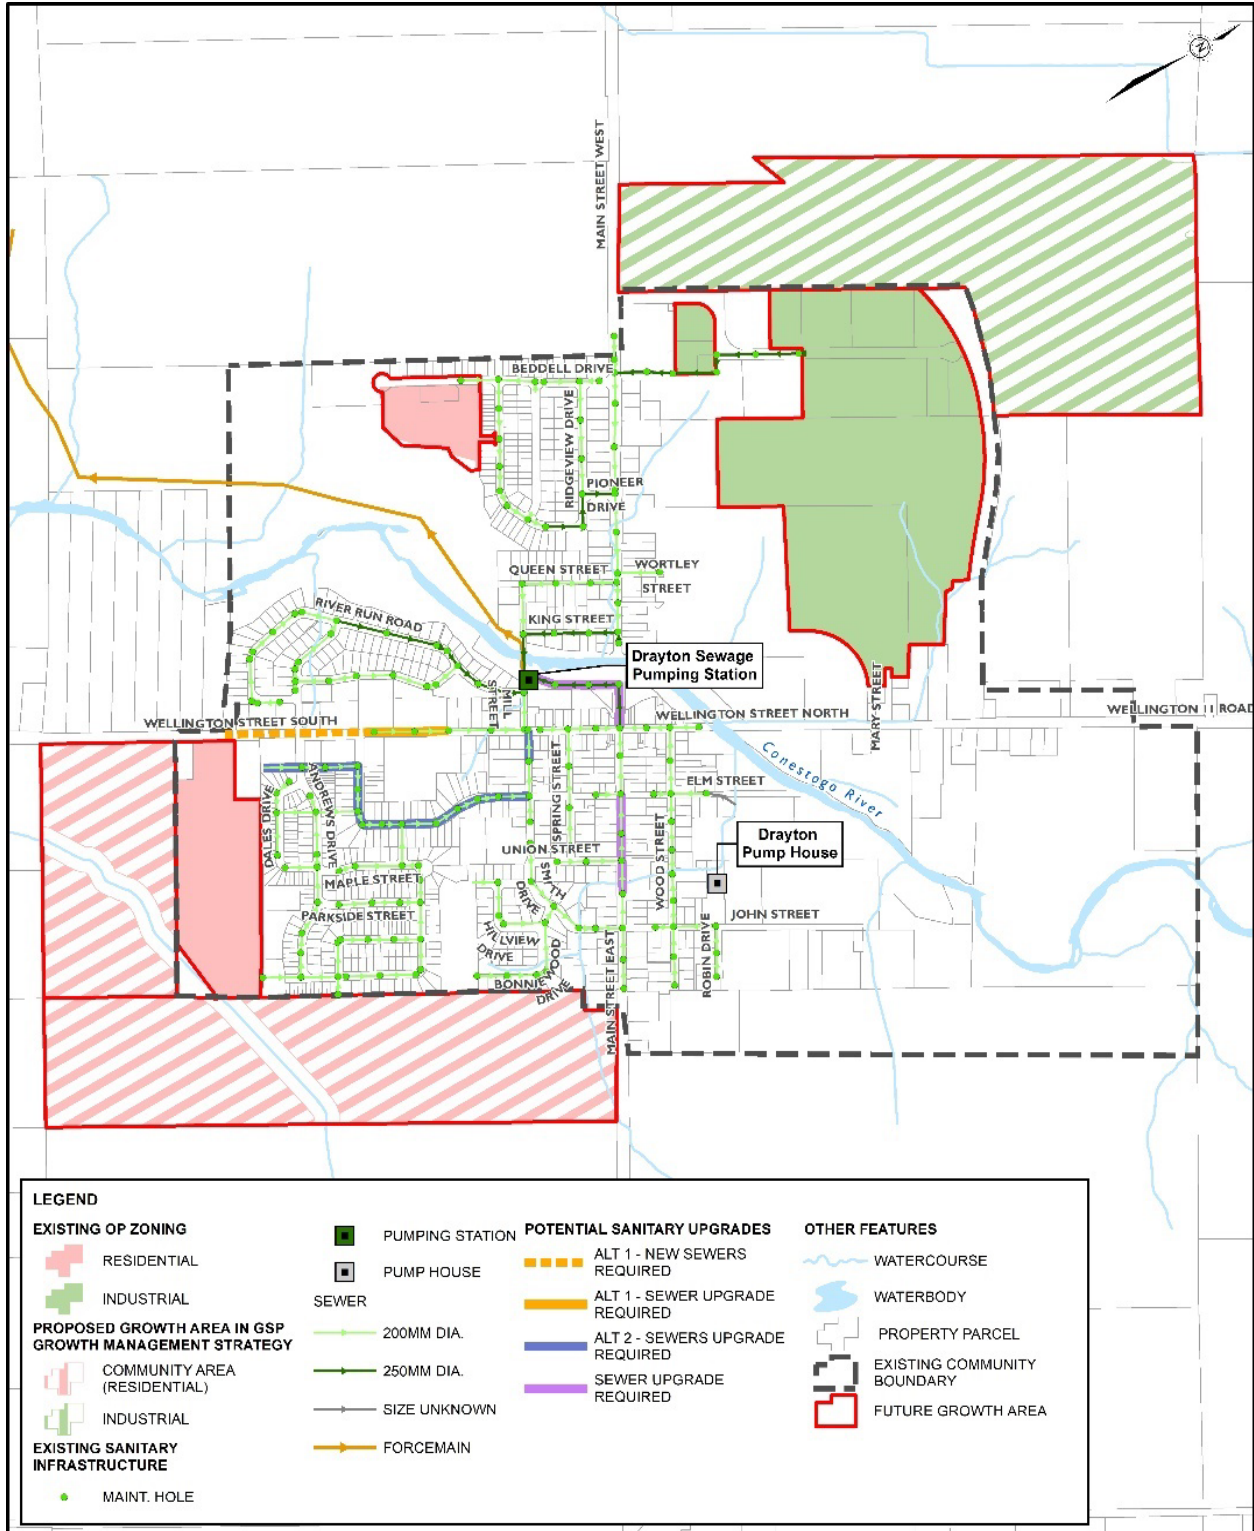 N
MAIN STREET WEST
BEDDELL DRIVE
RIDGEVIEW DRIVE
PIONEER
DRIVE
QUEEN STREET
WORTLEY
STREET
KING STREET
RIVER RUN ROAD
Drayton Sewage
Pumping Station
MILL
STREET
MARY STREET
WELLINGTON STREET SOUTH
WELLINGTON STREET NORTH
WELLINGTON 11 ROAD
Conestogo River
ELM STREET
SPRING STREET
ANDREWS DRIVE
DALES DRIVE
WOOD STREET
Drayton
Pump House
UNION STREET
MAPLE STREET
SMITH
DRIVE
PARKSIDE STREET
JOHN STREET
HILLVIEW
DRIVE
ROBIN DRIVE
MAIN STREET EAST
BONNIEWOOD
DRIVE
LEGEND
EXISTING OP ZONING
RESIDENTIAL
INDUSTRIAL
PROPOSED GROWTH AREA IN GSP
GROWTH MANAGEMENT STRATEGY
COMMUNITY AREA
(RESIDENTIAL)
INDUSTRIAL
EXISTING SANITARY
INFRASTRUCTURE
MAINT. HOLE
PUMPING STATION
PUMP HOUSE
SEWER
200MM DIA.
250MM DIA.
SIZE UNKNOWN
FORCEMAIN
POTENTIAL SANITARY UPGRADES
ALT 1 - NEW SEWERS
REQUIRED
ALT 1 - SEWER UPGRADE
REQUIRED
ALT 2 - SEWERS UPGRADE
REQUIRED
SEWER UPGRADE
REQUIRED
OTHER FEATURES
WATERCOURSE
WATERBODY
PROPERTY PARCEL
EXISTING COMMUNITY
BOUNDARY
FUTURE GROWTH AREA